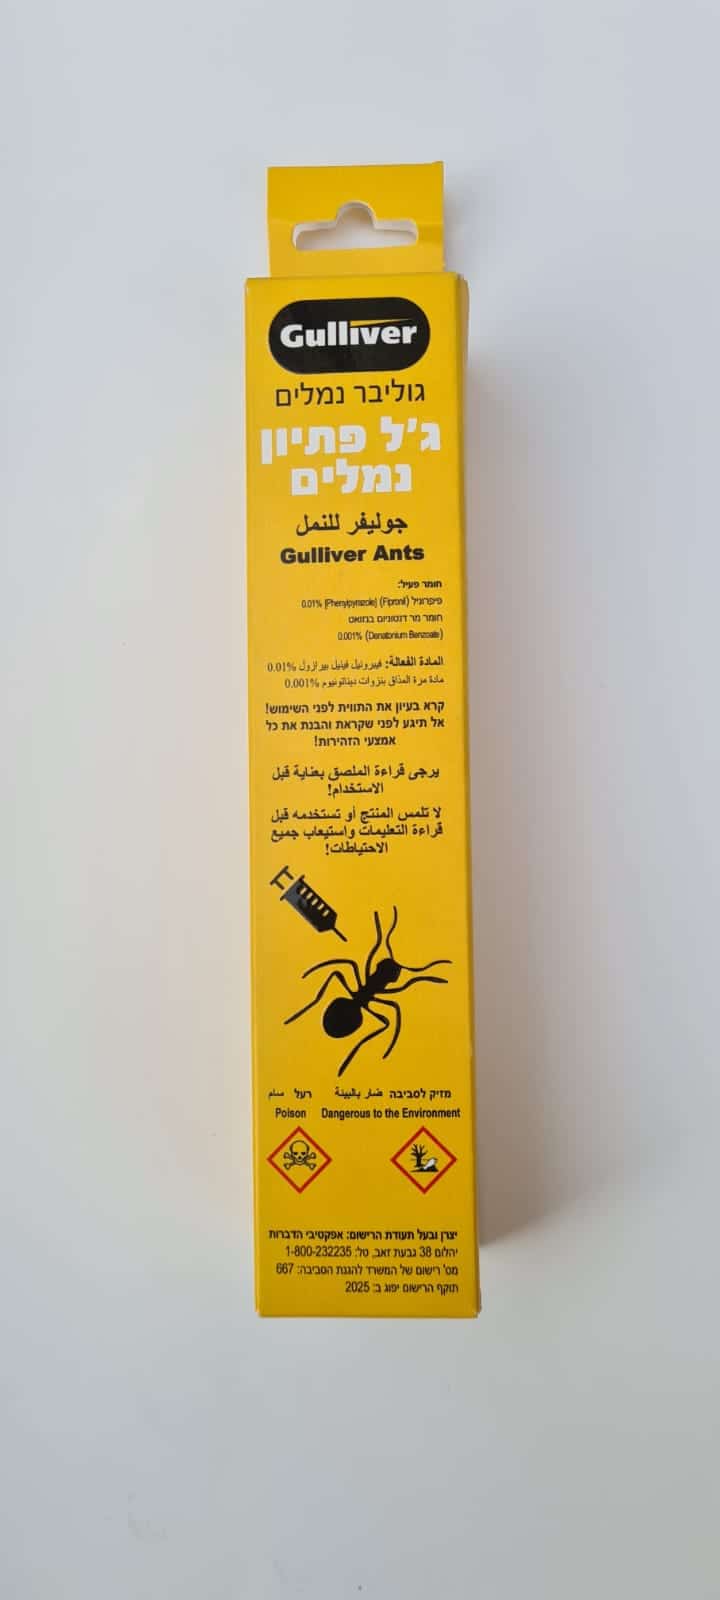 Gulliver
גוליבר נמלים
ג'ל פתיון
נמלים
جوليفر للنمل
Gulliver Ants
חומר פעיל:
פיפרוניל (Fipronil) [Phenylpyrazole] 0.01%
חומר מר דנטוניום בנזואט
(Denatonium Benzoate) 0.001%
المادة الفعالة: فيبرونيل فينيل بيرازول 0.01%
مادة مرة المذاق بنزوات ديناتونيوم 0.001%
קרא בעיון את התווית לפני השימוש!
אל תיגע לפני שקראת והבנת את כל
אמצעי הזהירות!
يرجى قراءة الملصق بعناية قبل
الاستخدام!
لا تلمس المنتج أو تستخدمه قبل
قراءة التعليمات واستيعاب جميع
الاحتياطات!
רעל سام מזיק לסביבה ضار بالبيئة
Poison Dangerous to the Environment
יצרן ובעל תעודת הרישום: אפקטיבי הדברות
יהלום 38 גבעת זאב, טל: 1-800-232235
מס' רישום של המשרד להגנת הסביבה: 667
תוקף הרישום יפוג ב: 2025